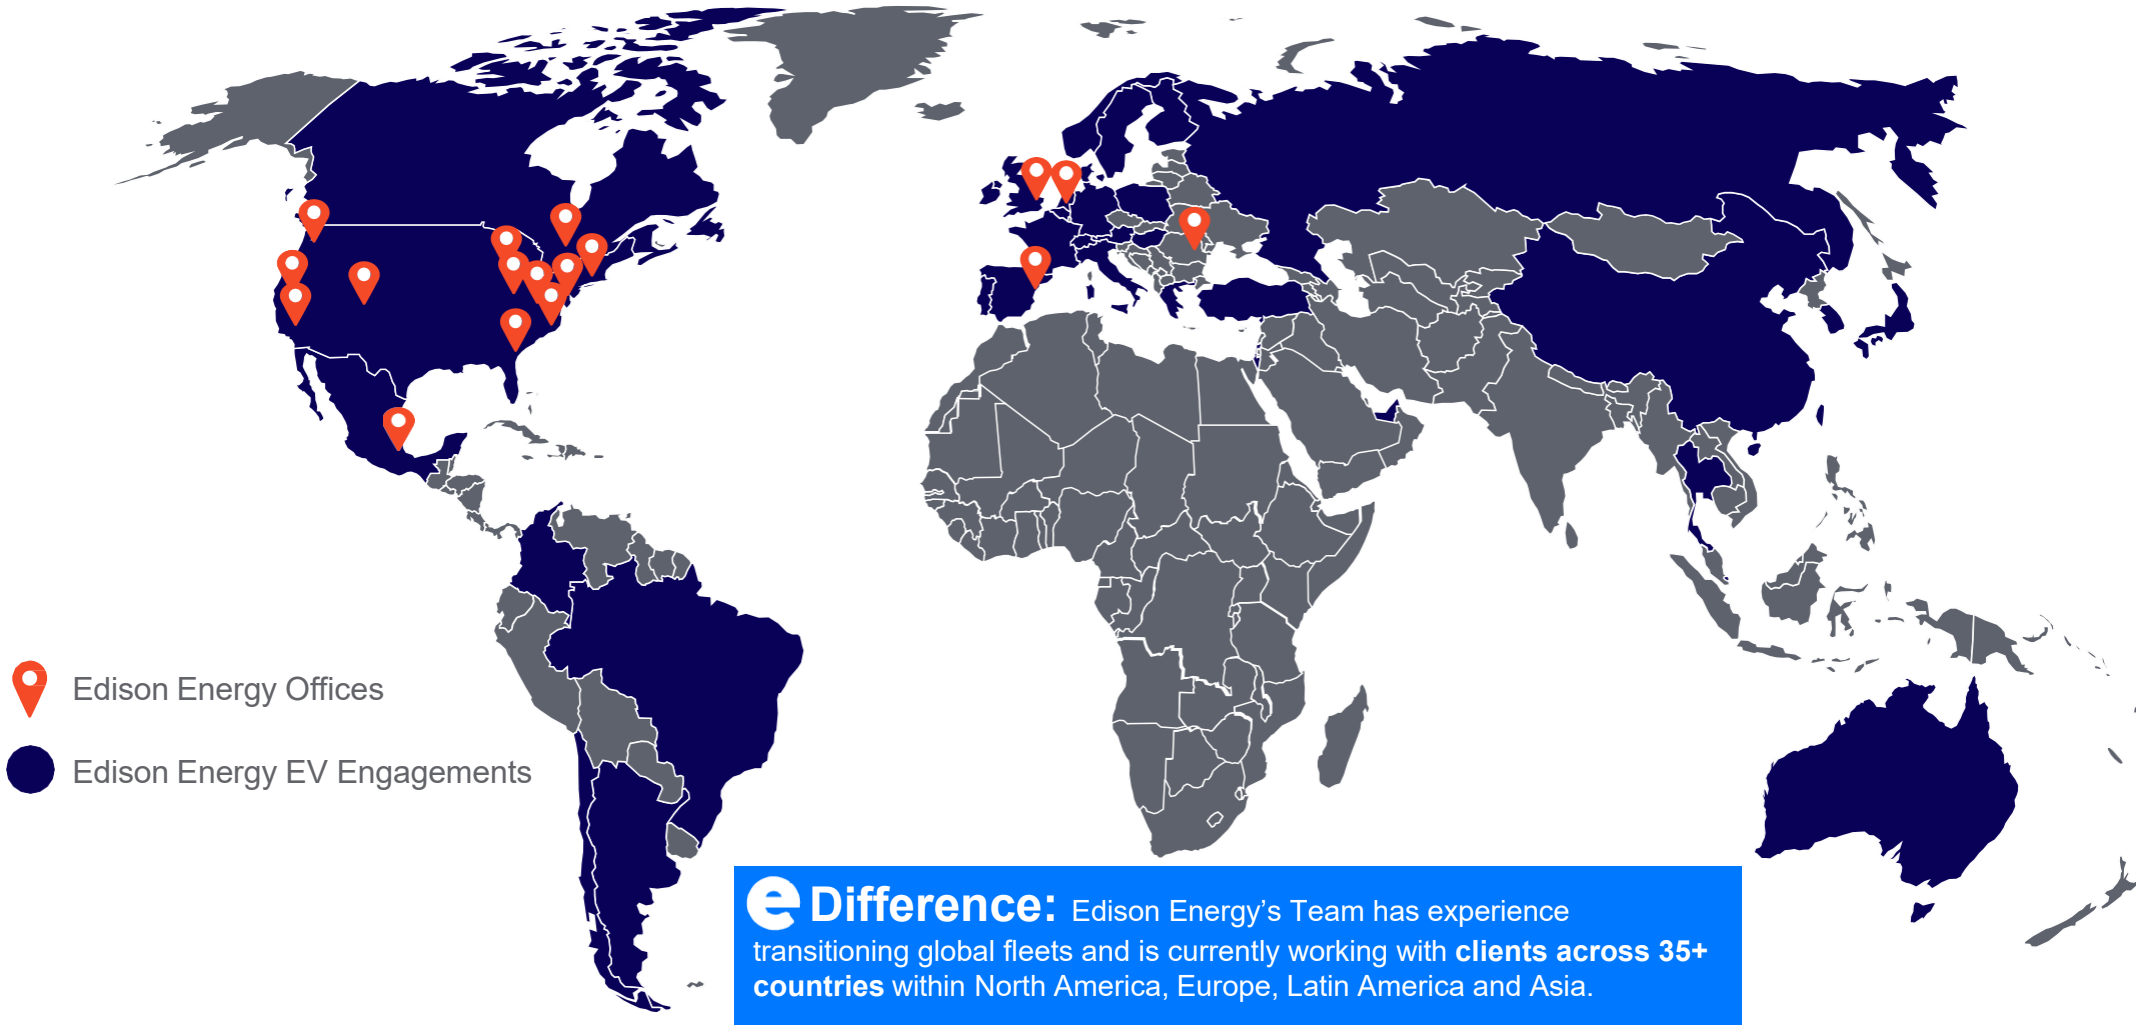 Edison Energy Offices
Edison Energy EV Engagements
e Difference: Edison Energy’s Team has experience
transitioning global fleets and is currently working with clients across 35+
countries within North America, Europe, Latin America and Asia.